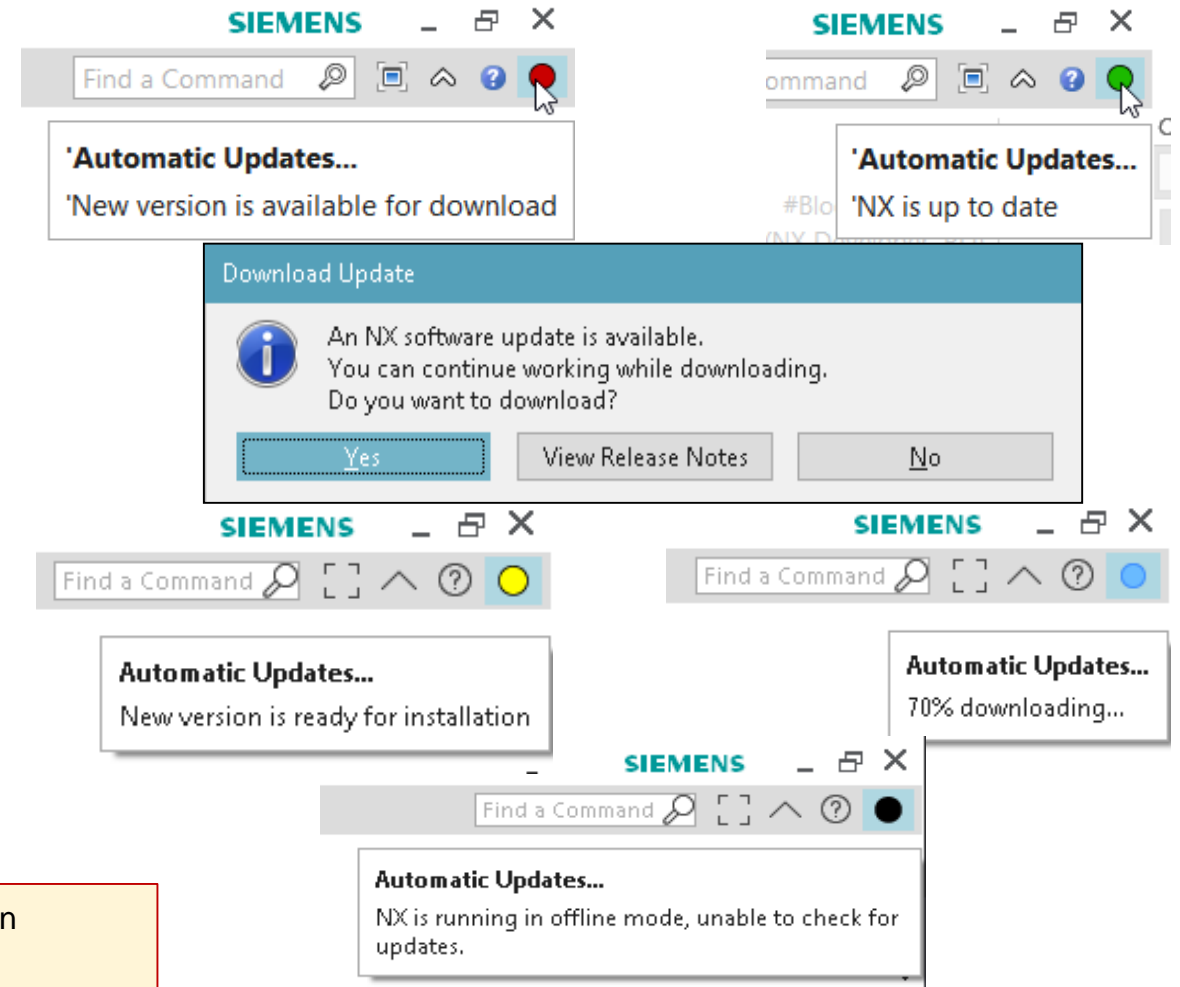 SIEMENS
Find a Command
'Automatic Updates...
'New version is available for download
SIEMENS
ommand
'Automatic Updates...
'NX is up to date
#Blo
Download Update
An NX software update is available.
You can continue working while downloading.
Do you want to download?
Yes
View Release Notes
No
SIEMENS
Find a Command
Automatic Updates...
New version is ready for installation
SIEMENS
Find a Command
Automatic Updates...
70% downloading...
SIEMENS
Find a Command
Automatic Updates...
NX is running in offline mode, unable to check for
updates.
n